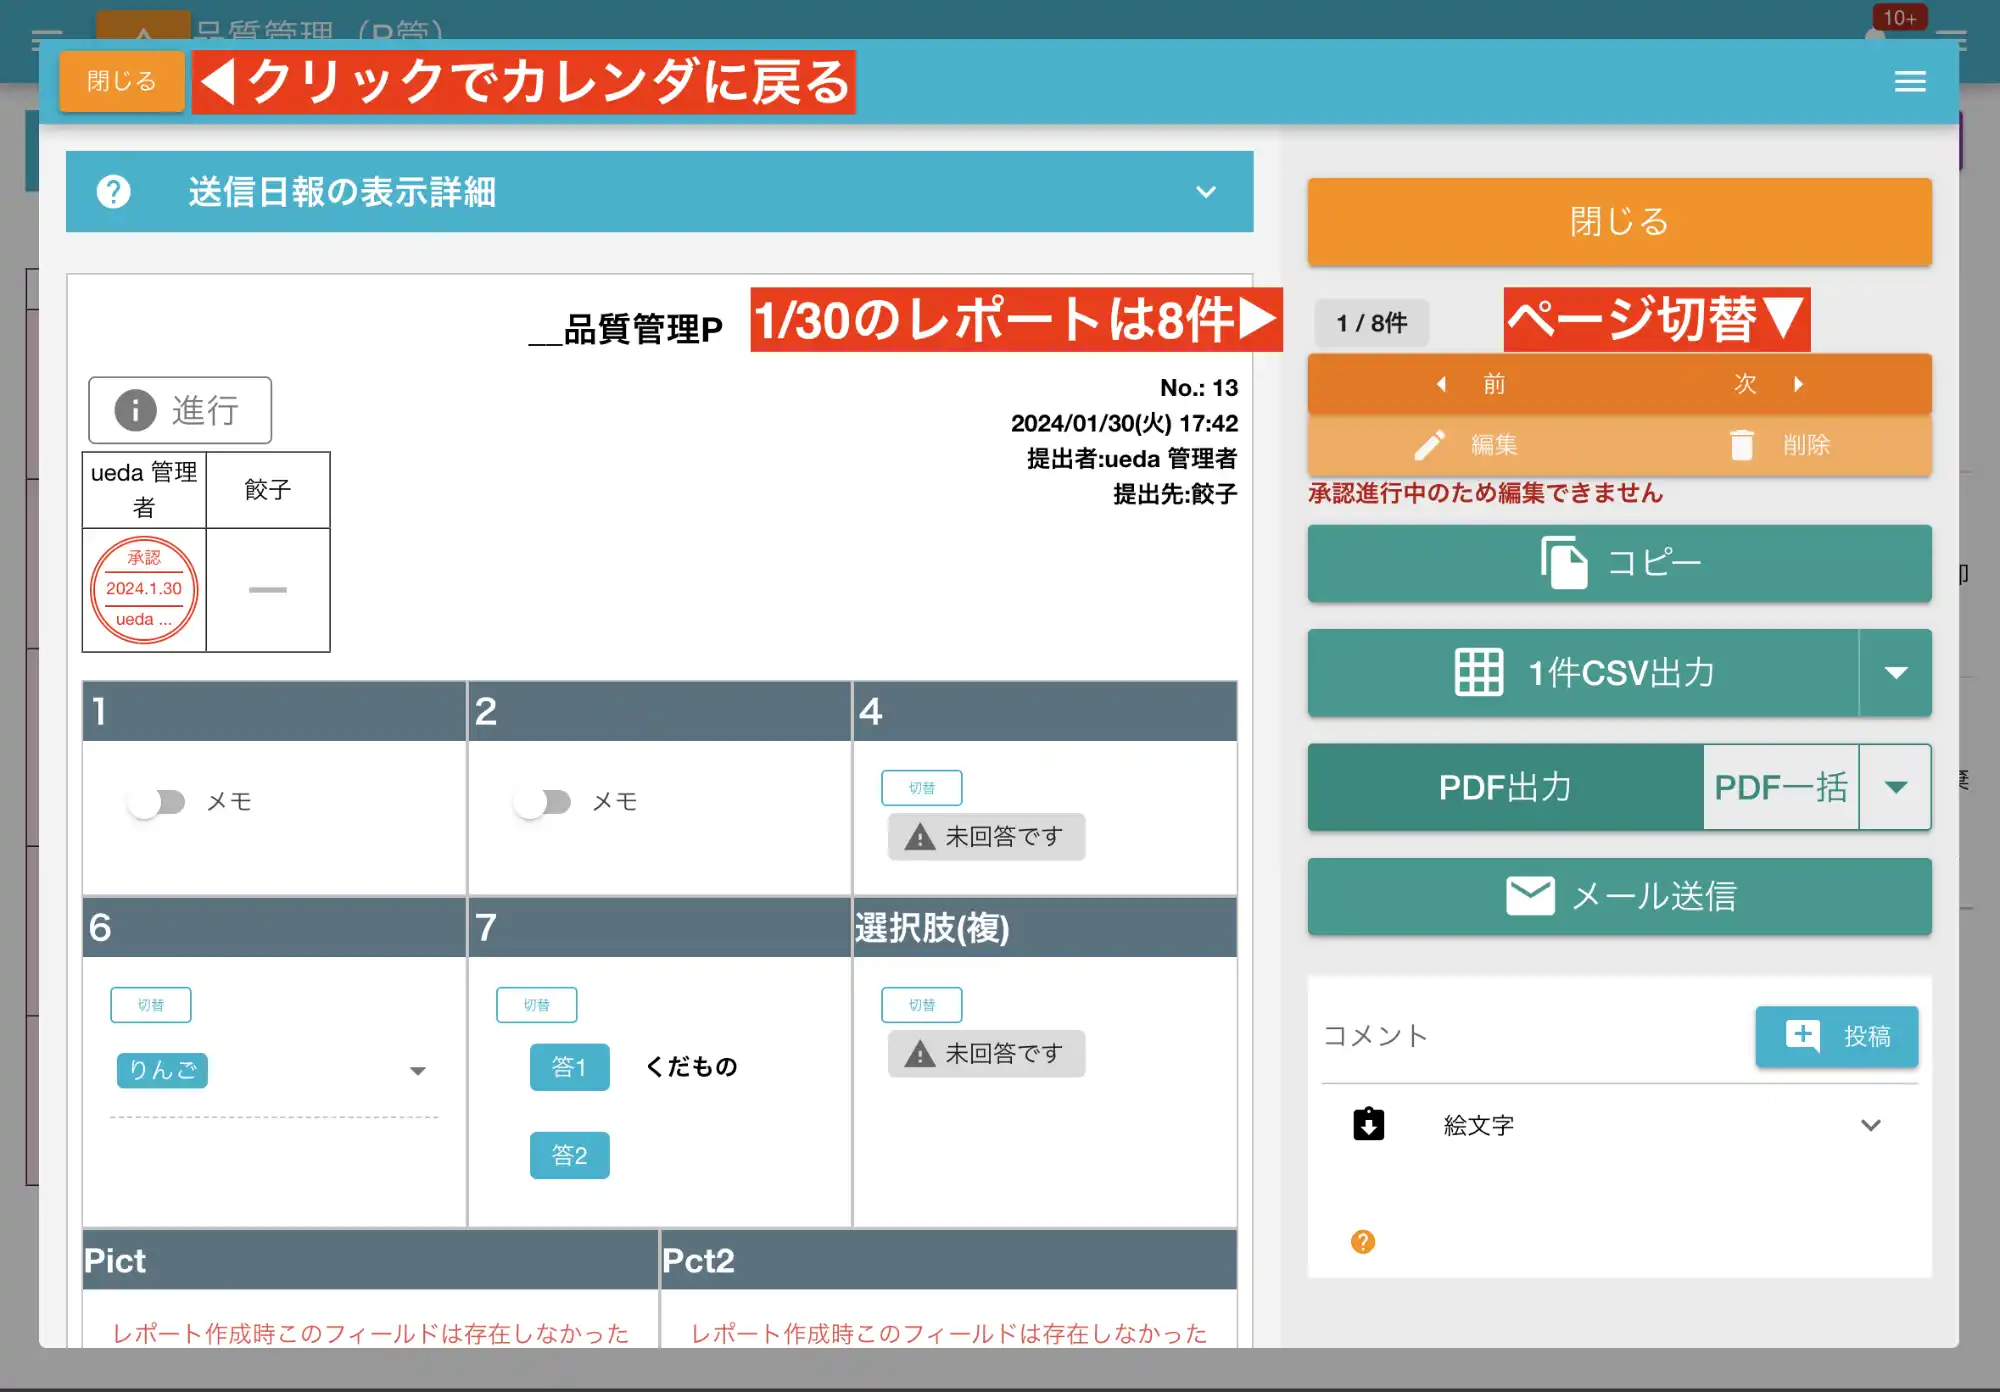 品質管理（P管）
10+
閉じる
◀クリックでカレンダに戻る
送信日報の表示詳細
閉じる
__品質管理P
1/30のレポートは8件▶
1 / 8件
ページ切替▼
前
次
編集
削除
承認進行中のため編集できません
進行
No.: 13
2024/01/30(火) 17:42
提出者:ueda 管理者
提出先:餃子
ueda 管理
者
餃子
承認
2024.1.30
ueda ...
コピー
1件CSV出力
PDF出力
PDF一括
メール送信
1
2
4
メモ
メモ
切替
未回答です
6
7
選択肢(複)
切替
りんご
切替
答1
くだもの
答2
切替
未回答です
コメント
投稿
絵文字
Pict
Pct2
レポート作成時このフィールドは存在しなかった
レポート作成時このフィールドは存在しなかった